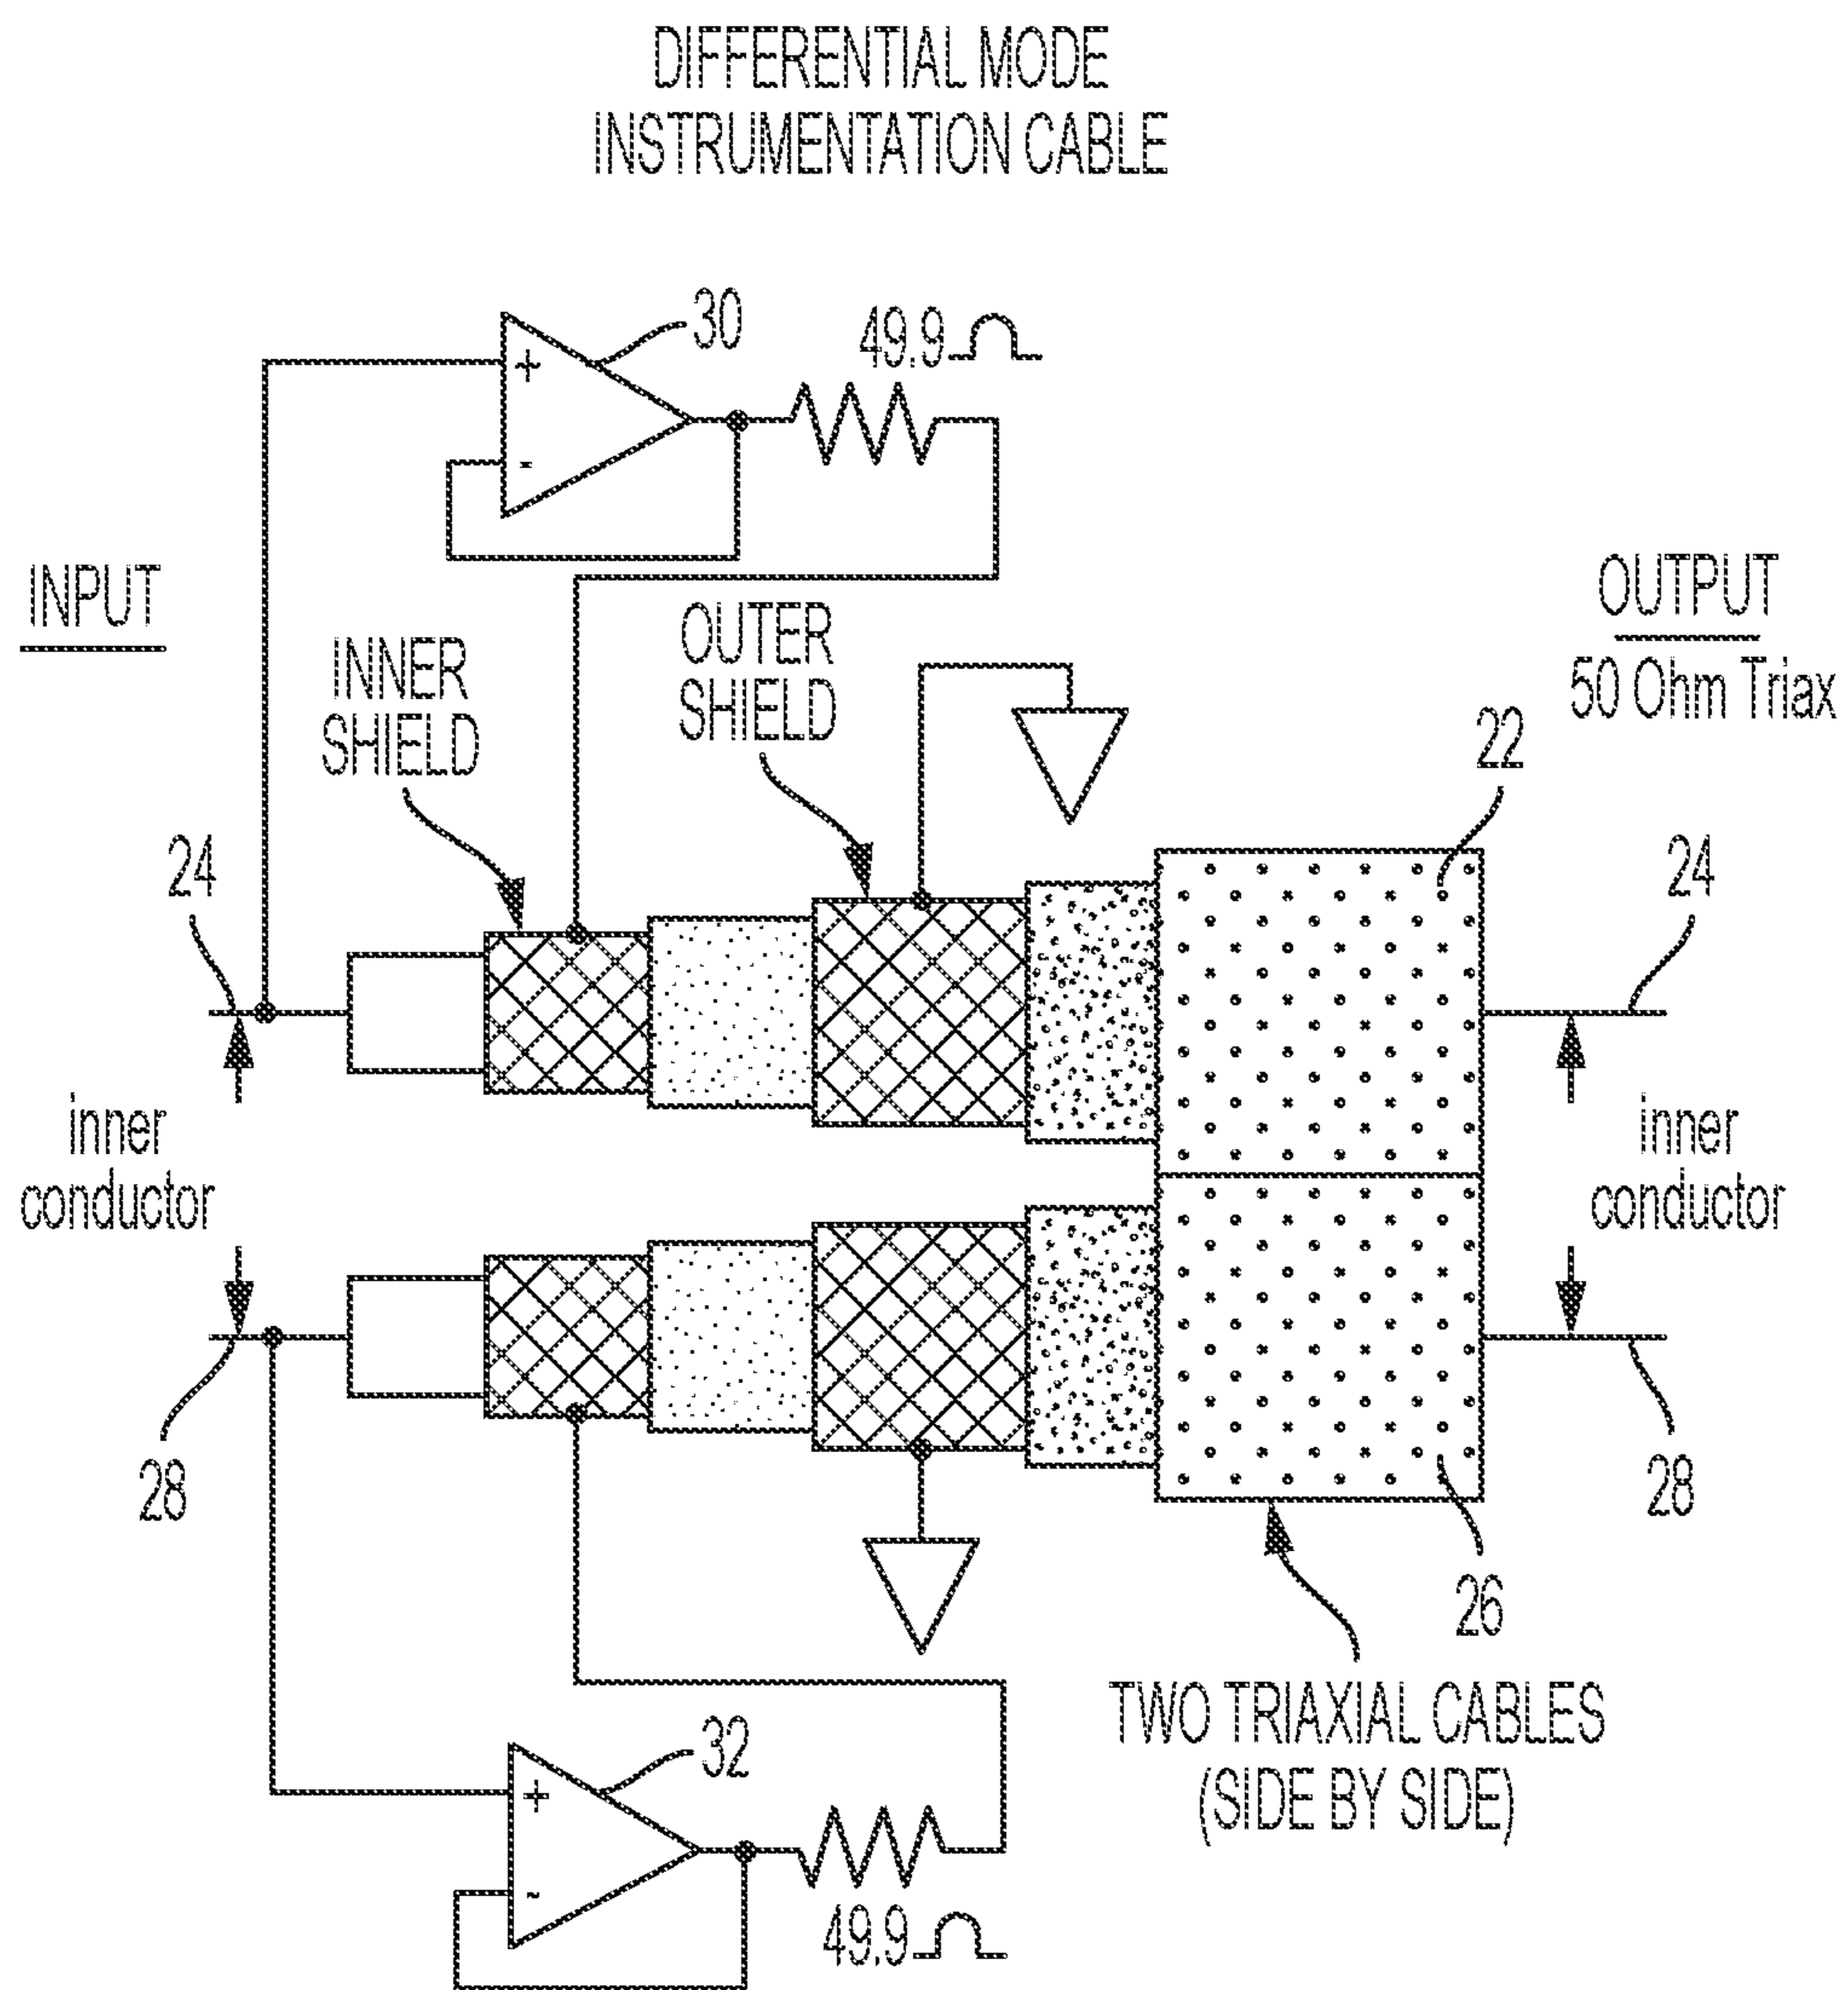 DIFFERENTIAL MODE
INSTRUMENTATION CABLE
30
49.9 Ω
+
-
INPUT
OUTPUT
50 Ohm Triax
INNER
SHIELD
OUTER
SHIELD
22
24
24
inner
conductor
inner
conductor
28
28
26
TWO TRIAXIAL CABLES
(SIDE BY SIDE)
32
+
-
49.9 Ω